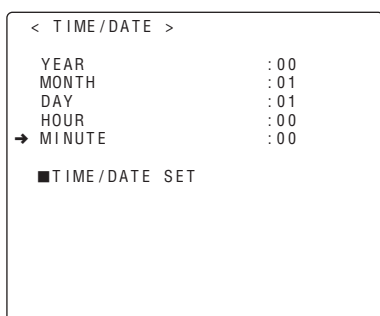 < TIME/DATE >
YEAR :00
MONTH :01
DAY :01
HOUR :00
→ MINUTE :00
■TIME/DATE SET